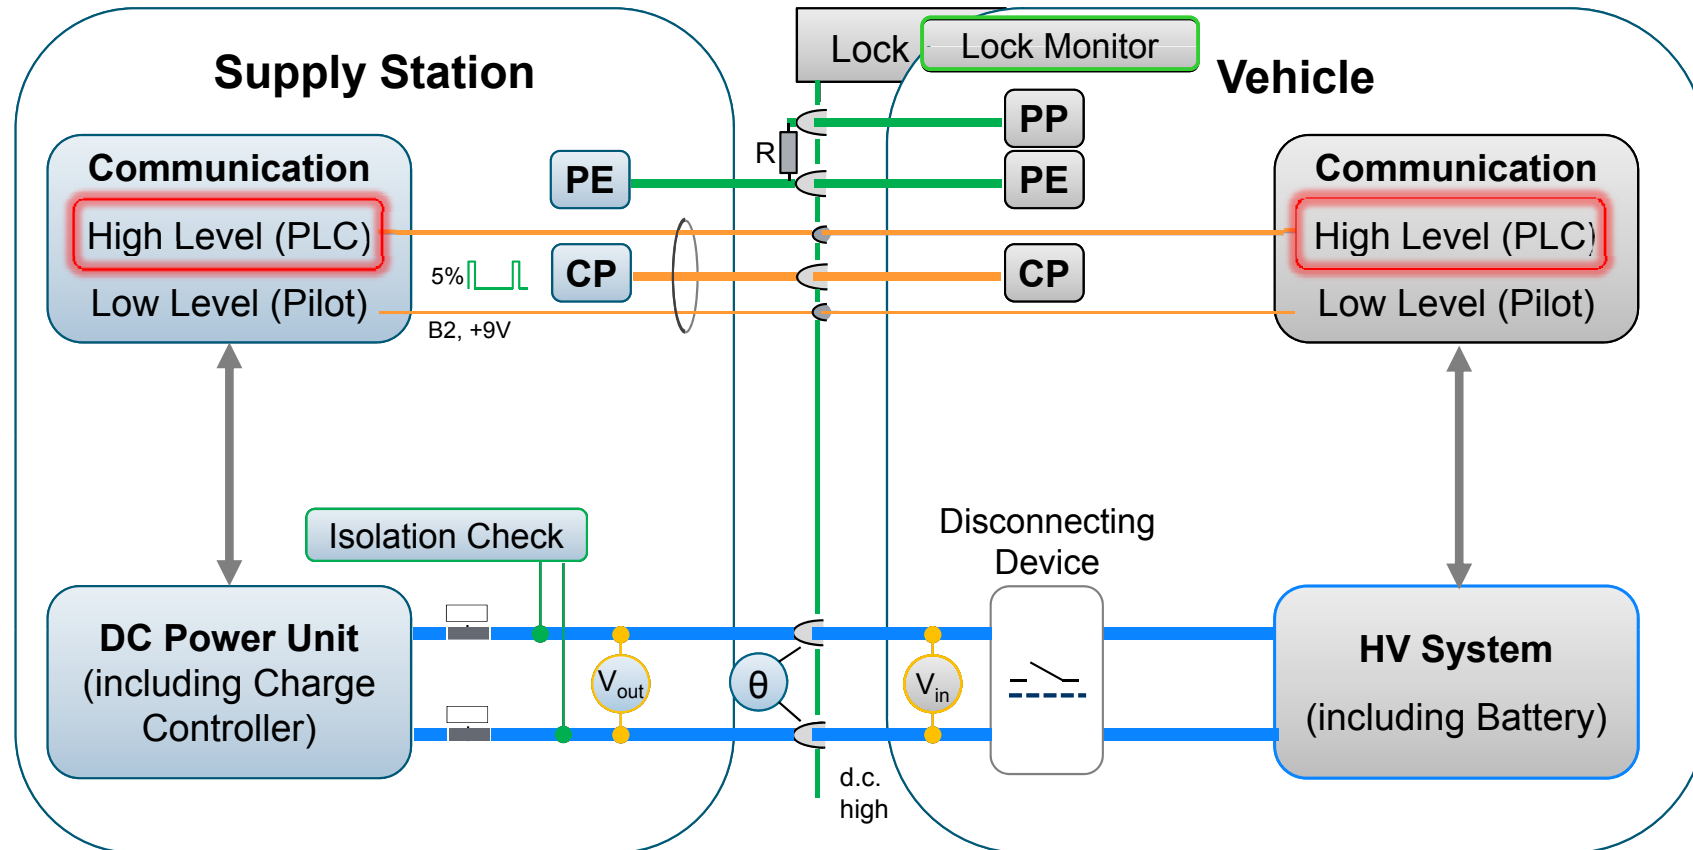 Supply Station
Lock
Lock Monitor
Vehicle
Communication
High Level (PLC)
Low Level (Pilot)
5%
B2, +9V
PE
CP
R
PP
PE
CP
Communication
High Level (PLC)
Low Level (Pilot)
Isolation Check
Disconnecting
Device
DC Power Unit
(including Charge
Controller)
Vout
θ
Vin
HV System
(including Battery)
d.c.
high